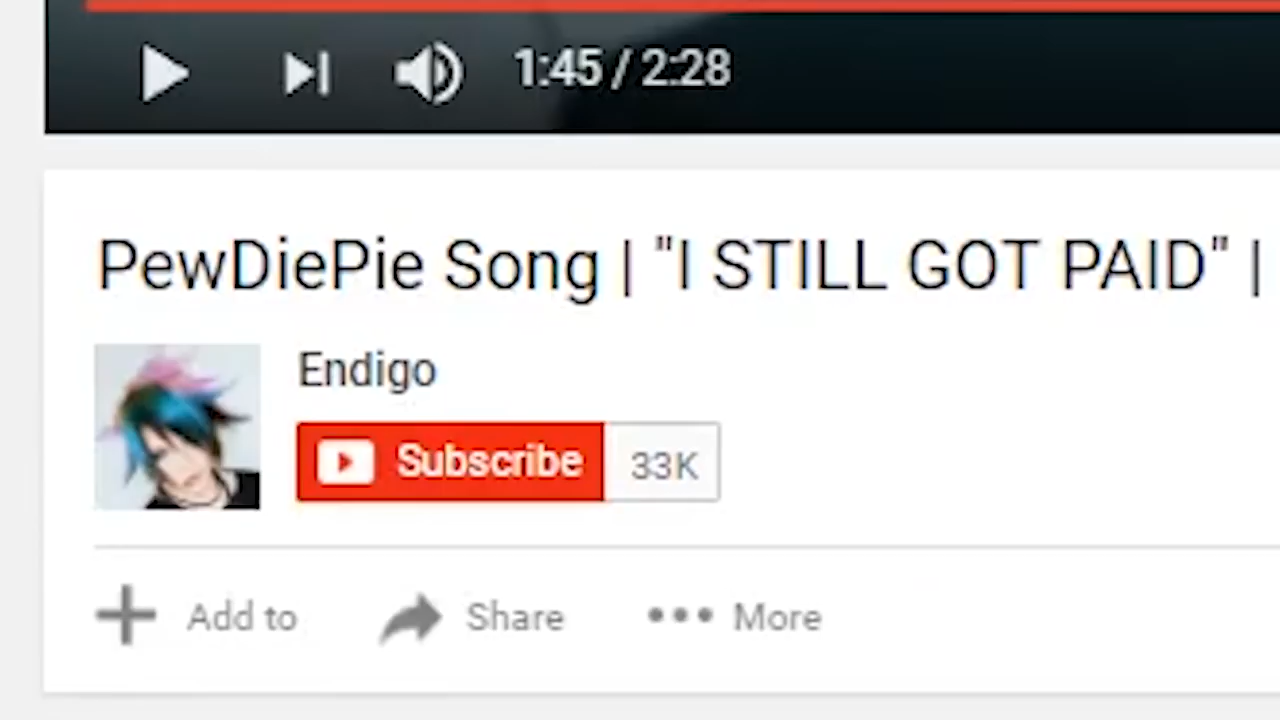 1:45 / 2:28
PewDiePie Song | "I STILL GOT PAID" |
Endigo
Subscribe 33K
Add to Share More